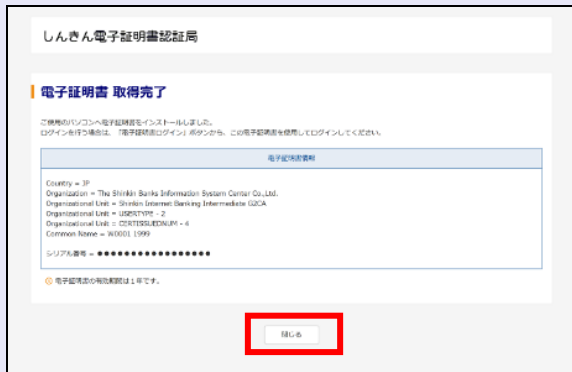 しんきん電子証明書認証局
電子証明書 取得完了
ご使用のパソコンへ電子証明書をインストールしました。
ログインを行う場合は、「電子証明書ログイン」ボタンから、この電子証明書を使用してログインしてください。
電子証明書情報
Country = JP
Organization = The Shinkin Banks Information System Center Co.,Ltd.
Organizational Unit = Shinkin Internet Banking Intermediate G2CA
Organizational Unit = USERTYPE - 2
Organizational Unit = CERTISSUEDNUM - 4
Common Name = W0001 1999
シリアル番号 = ●●●●●●●●●●●●●●●●●
電子証明書の有効期間は1年です。
閉じる